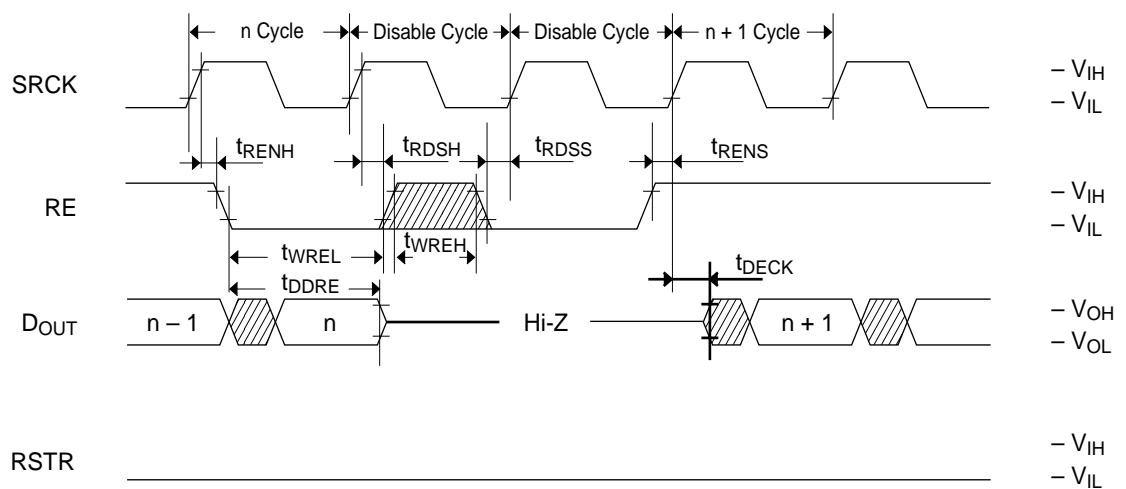 n Cycle Disable Cycle Disable Cycle n + 1 Cycle
SRCK
– VIH
– VIL
tRENH tRDSH tRDSS tRENS
RE
– VIH
– VIL
tWREL tWREH
tDDRE
tDECK
DOUT n – 1 n Hi-Z n + 1
– VOH
– VOL
RSTR
– VIH
– VIL